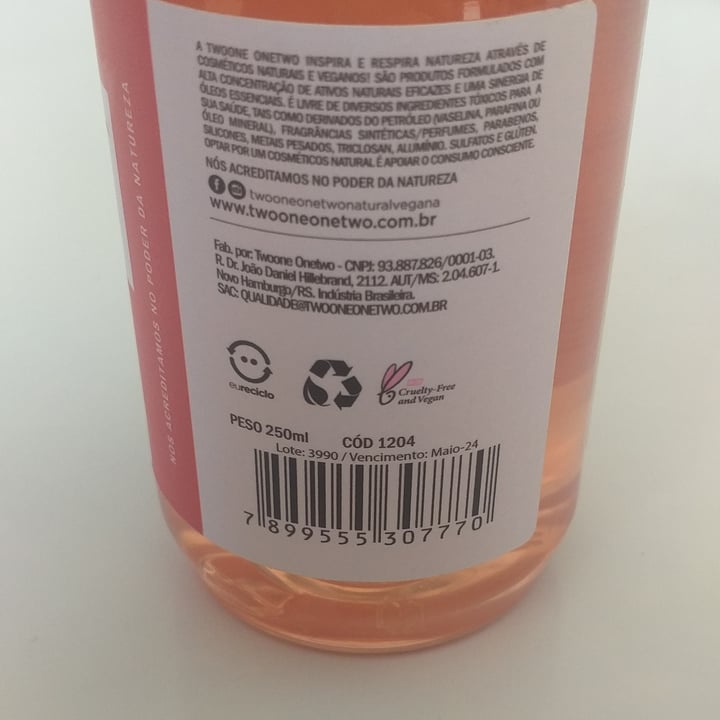 A TWOONE ONETWO INSPIRA E RESPIRA NATUREZA ATRAVÉS DE
COSMÉTICOS NATURAIS E VEGANOS! SÃO PRODUTOS FORMULADOS COM
ALTA CONCENTRAÇÃO DE ATIVOS NATURAIS EFICAZES E UMA SINERGIA DE
ÓLEOS ESSENCIAIS. É LIVRE DE DIVERSOS INGREDIENTES TÓXICOS PARA A
SUA SAÚDE, TAIS COMO DERIVADOS DO PETRÓLEO (VASELINA, PARAFINA OU
ÓLEO MINERAL), FRAGRÂNCIAS SINTÉTICAS/PERFUMES, PARABENOS,
SILICONES, METAIS PESADOS, TRICLOSAN, ALUMÍNIO. SULFATOS E GLÚTEN.
OPTAR POR UM COSMÉTICOS NATURAL É APOIAR O CONSUMO CONSCIENTE.
NÓS ACREDITAMOS NO PODER DA NATUREZA
twooneonetwonaturalvegana
www.twooneonetwo.com.br
Fab. por: Twoone Onetwo - CNPJ: 93.887.826/0001-03.
R. Dr. João Daniel Hillebrand, 2112. AUT/MS: 2.04.607-1.
Novo Hamburgo/RS. Indústria Brasileira.
SAC: QUALIDADE@TWOONEONETWO.COM.BR
eureciclo
Cruelty-Free
and Vegan
PESO 250ml CÓD 1204
Lote: 3990 / Vencimento: Maio-24
7 899555 307770
NÓS ACREDITAMOS NO PODER DA NATUREZA